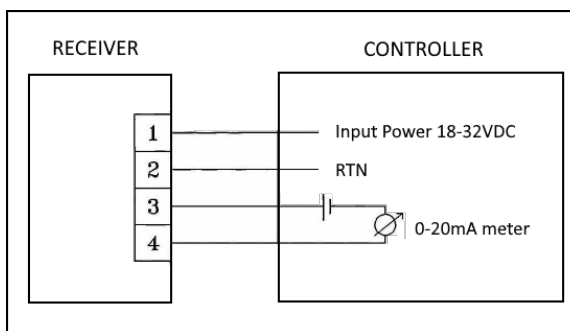 RECEIVER
CONTROLLER
1
Input Power 18-32VDC
2
RTN
3
4
0-20mA meter